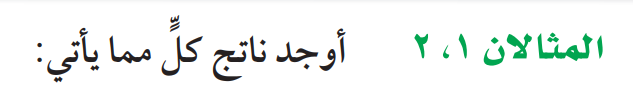 المثالان ١، ٢ أوجد ناتج كلٍّ مما يأتي: